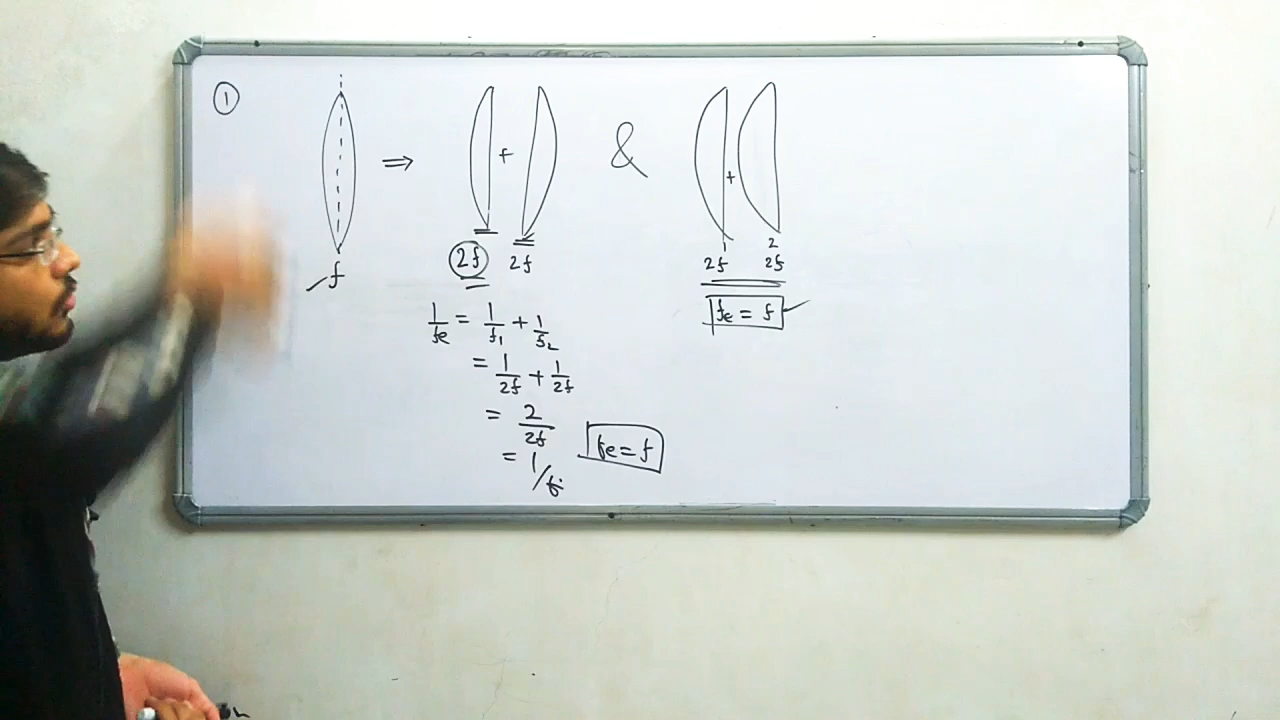 ①
⇒ + & +
f
2f 2f
1 2
2f 2f
fe = f
1/fe = 1/f₁ + 1/f₂
= 1/2f + 1/2f
= 2/2f
= 1/f
fe = f